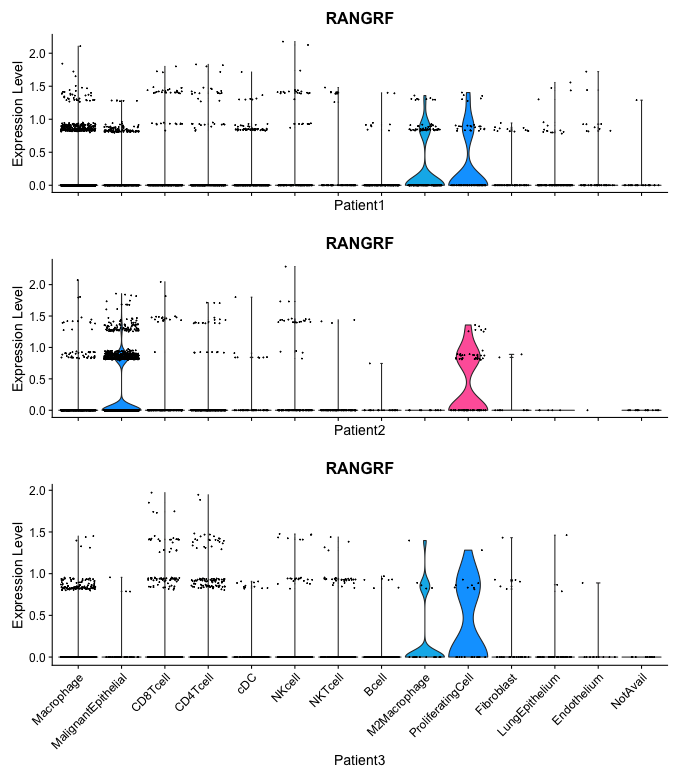 RANGRF
Expression Level
2.0
1.5
1.0
0.5
0.0
Patient1
RANGRF
Expression Level
2.0
1.5
1.0
0.5
0.0
Patient2
RANGRF
Expression Level
2.0
1.5
1.0
0.5
0.0
Macrophage
MalignantEpithelial
CD8Tcell
CD4Tcell
cDC
NKcell
NKTcell
Bcell
M2Macrophage
ProliferatingCell
Fibroblast
LungEpithelium
Endothelium
NotAvail
Patient3